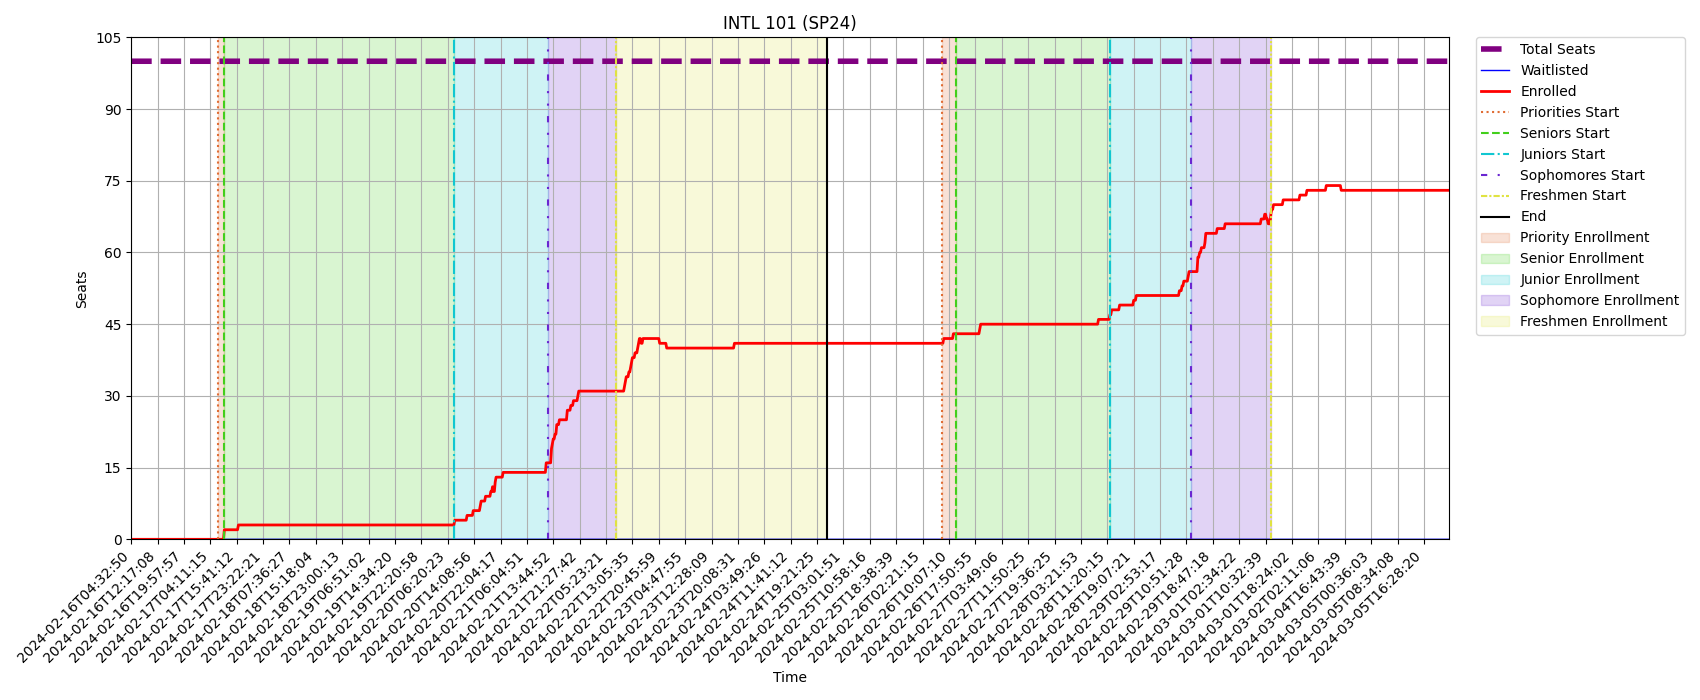 INTL 101 (SP24)
105
90
75
60
45
30
15
0
Seats
2024-02-16T04:32:50
2024-02-16T12:17:08
2024-02-16T19:57:57
2024-02-17T04:11:15
2024-02-17T15:41:12
2024-02-17T23:22:21
2024-02-18T07:36:27
2024-02-18T15:18:04
2024-02-18T23:00:13
2024-02-19T06:51:02
2024-02-19T14:34:20
2024-02-19T22:20:58
2024-02-20T06:20:23
2024-02-20T14:08:56
2024-02-20T22:04:17
2024-02-21T06:04:51
2024-02-21T13:44:52
2024-02-21T21:27:42
2024-02-22T05:23:21
2024-02-22T13:05:35
2024-02-22T20:45:59
2024-02-23T04:47:55
2024-02-23T12:28:09
2024-02-23T20:08:31
2024-02-24T03:49:26
2024-02-24T11:41:12
2024-02-24T19:21:25
2024-02-25T03:01:51
2024-02-25T10:58:16
2024-02-25T18:38:39
2024-02-26T02:21:15
2024-02-26T10:07:10
2024-02-26T17:50:55
2024-02-27T03:49:06
2024-02-27T11:50:25
2024-02-27T19:36:25
2024-02-28T03:21:53
2024-02-28T11:20:15
2024-02-28T19:07:21
2024-02-29T02:53:17
2024-02-29T10:51:28
2024-02-29T18:47:18
2024-03-01T02:34:22
2024-03-01T10:32:39
2024-03-01T18:24:02
2024-03-02T02:11:06
2024-03-04T16:43:39
2024-03-05T00:36:03
2024-03-05T08:34:08
2024-03-05T16:28:20
Time
Total Seats
Waitlisted
Enrolled
Priorities Start
Seniors Start
Juniors Start
Sophomores Start
Freshmen Start
End
Priority Enrollment
Senior Enrollment
Junior Enrollment
Sophomore Enrollment
Freshmen Enrollment